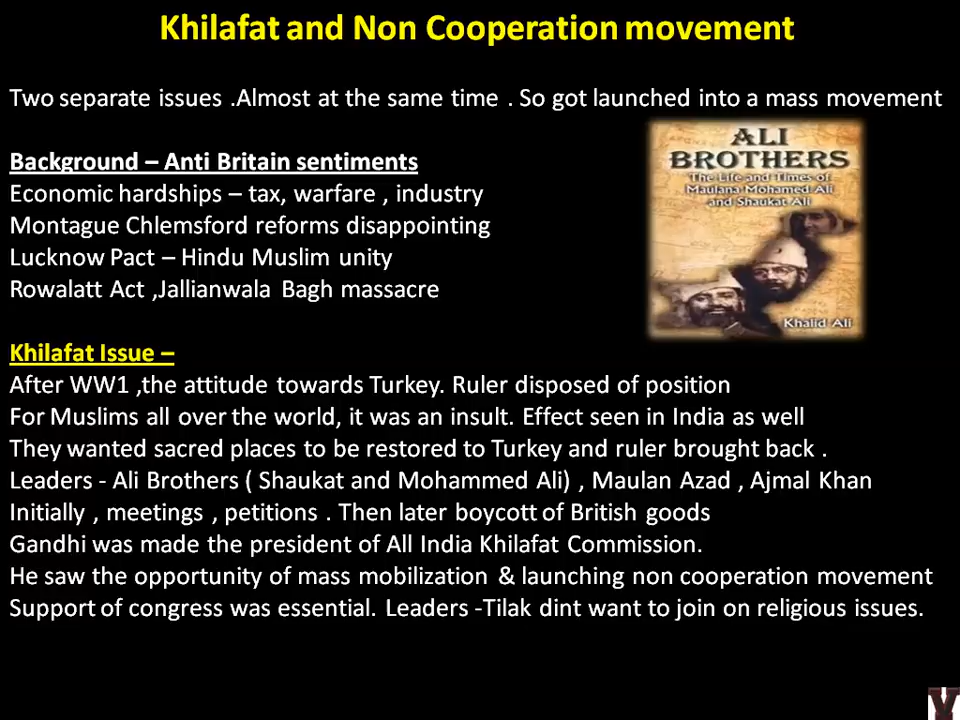 Khilafat and Non Cooperation movement
Two separate issues .Almost at the same time . So got launched into a mass movement
Background – Anti Britain sentiments
Economic hardships – tax, warfare , industry
Montague Chlemsford reforms disappointing
Lucknow Pact – Hindu Muslim unity
Rowalatt Act ,Jallianwala Bagh massacre
ALI
BROTHERS
The Life and Times of
Maulana Mohamed Ali
and Shaukat Ali
Khalid Ali
Khilafat Issue –
After WW1 ,the attitude towards Turkey. Ruler disposed of position
For Muslims all over the world, it was an insult. Effect seen in India as well
They wanted sacred places to be restored to Turkey and ruler brought back .
Leaders - Ali Brothers ( Shaukat and Mohammed Ali) , Maulan Azad , Ajmal Khan
Initially , meetings , petitions . Then later boycott of British goods
Gandhi was made the president of All India Khilafat Commission.
He saw the opportunity of mass mobilization & launching non cooperation movement
Support of congress was essential. Leaders -Tilak dint want to join on religious issues.